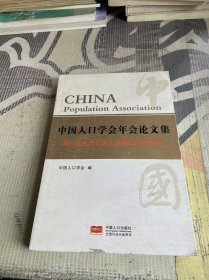 中
國
CHINA
Population Association
中国人口学会年会论文集
中国人口学会 编
中国人口出版社